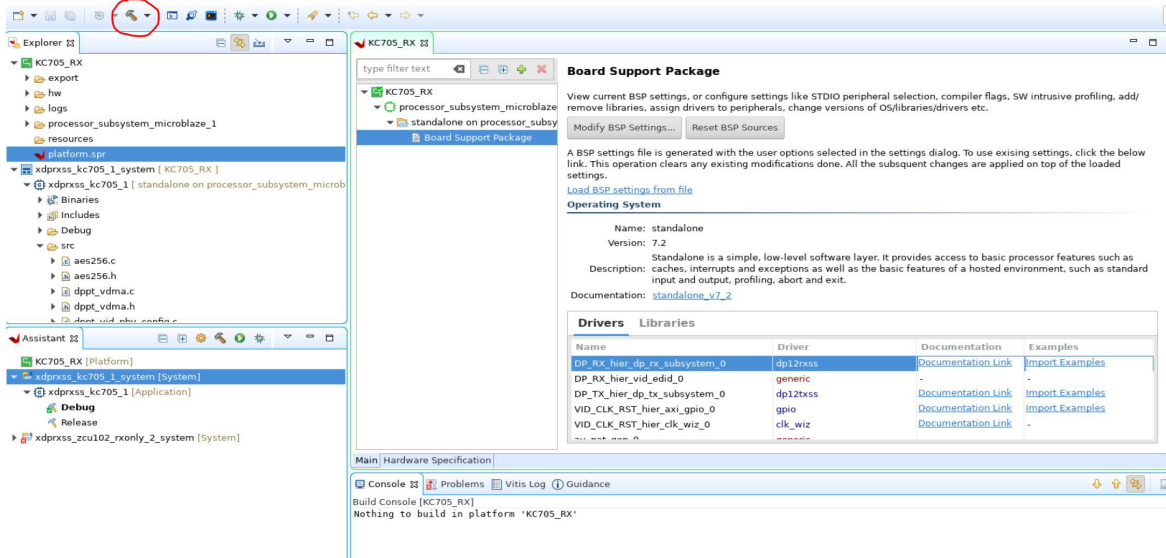 Explorer
KC705_RX
export
hw
logs
processor_subsystem_microblaze_1
resources
platform.spr
xdprxss_kc705_1_system [ KC705_RX ]
xdprxss_kc705_1 [ standalone on processor_subsystem_microb
Binaries
Includes
Debug
src
aes256.c
aes256.h
dppt_vdma.c
dppt_vdma.h
Assistant
KC705_RX [Platform]
xdprxss_kc705_1_system [System]
xdprxss_kc705_1 [Application]
Debug
Release
xdprxss_zcu102_rxonly_2_system [System]
KC705_RX
type filter text
KC705_RX
processor_subsystem_microblaze
standalone on processor_subsy
Board Support Package
Board Support Package
View current BSP settings, or configure settings like STDIO peripheral selection, compiler flags, SW intrusive profiling, add/
remove libraries, assign drivers to peripherals, change versions of OS/libraries/drivers etc.
Modify BSP Settings... Reset BSP Sources
A BSP settings file is generated with the user options selected in the settings dialog. To use exising settings, click the below
link. This operation clears any existing modifications done. All the subsquent changes are applied on top of the loaded
settings.
Load BSP settings from file
Operating System
Name: standalone
Version: 7.2
Standalone is a simple, low-level software layer. It provides access to basic processor features such as
Description: caches, interrupts and exceptions as well as the basic features of a hosted environment, such as standard
input and output, profiling, abort and exit.
Documentation: standalone_v7_2
Drivers Libraries
Name Driver Documentation Examples
DP_RX_hier_dp_rx_subsystem_0 dp12rxss Documentation Link Import Examples
DP_RX_hier_vid_edid_0 generic - -
DP_TX_hier_dp_tx_subsystem_0 dp12txss Documentation Link Import Examples
VID_CLK_RST_hier_axi_gpio_0 gpio Documentation Link Import Examples
VID_CLK_RST_hier_clk_wiz_0 clk_wiz Documentation Link -
Main Hardware Specification
Console Problems Vitis Log Guidance
Build Console [KC705_RX]
Nothing to build in platform 'KC705_RX'